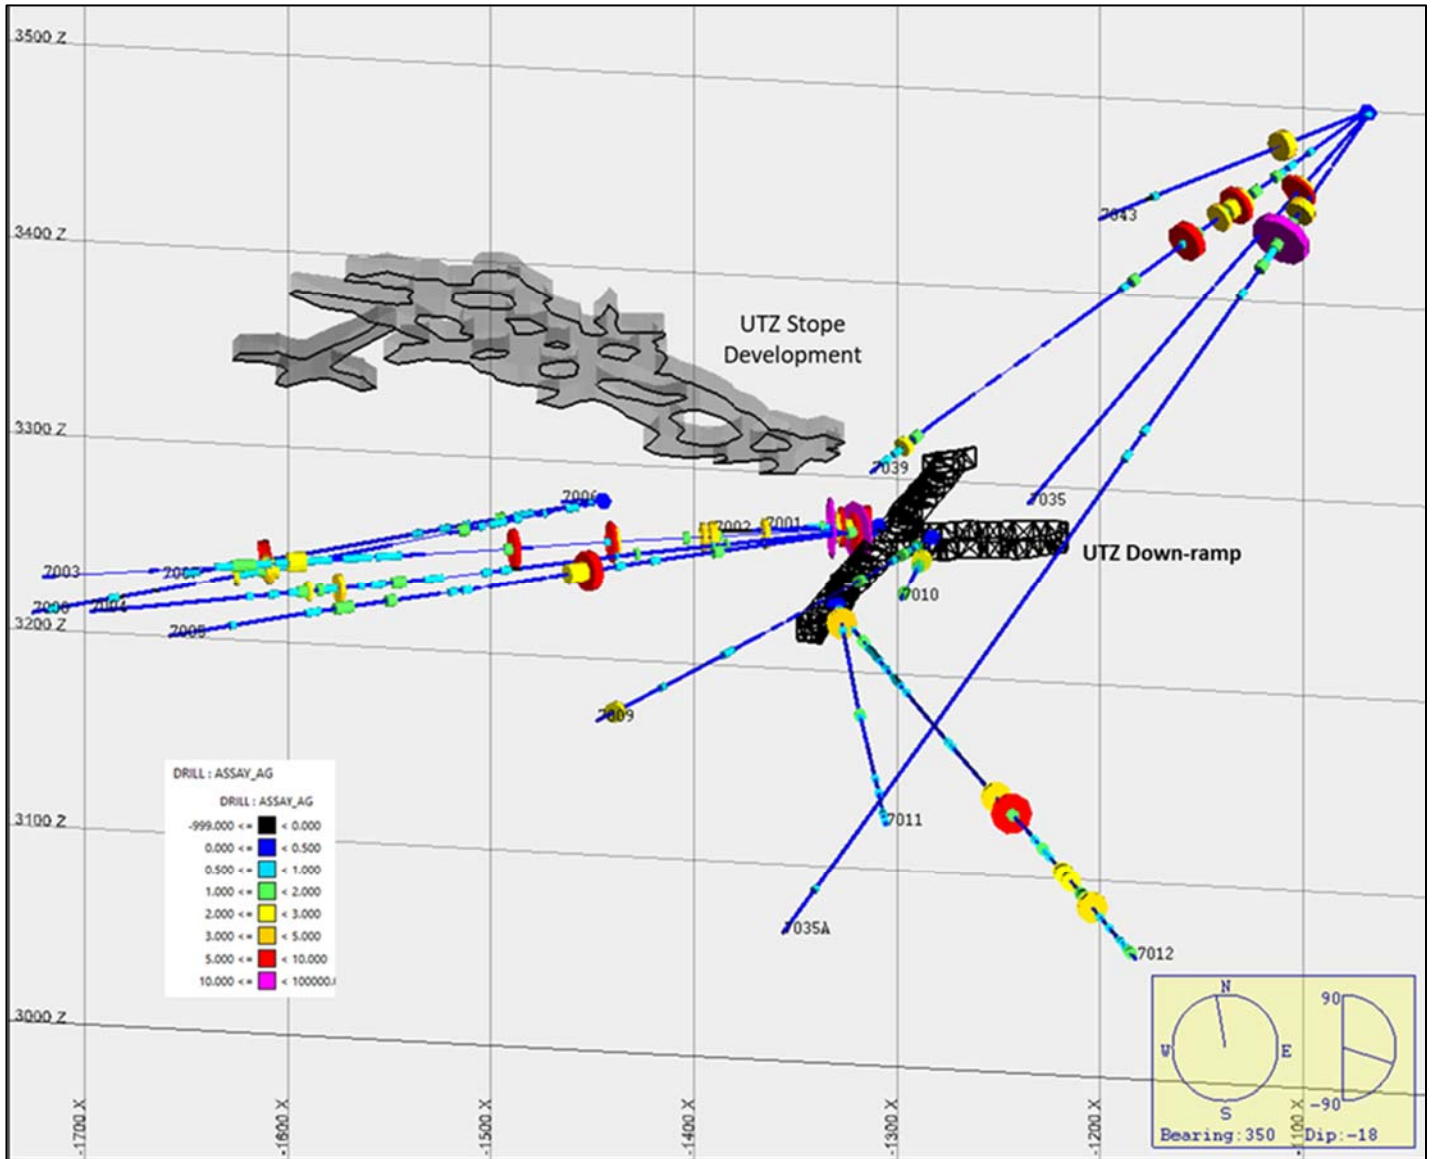 3500 Z
7043
3400 Z
UTZ Stope
Development
3300 Z
7039
7035
7006
7002
7001
UTZ Down-ramp
7003
7004
7010
3200 Z
7005
7009
DRILL : ASSAY_AG
DRILL : ASSAY_AG
-999.000 <= < 0.000
0.000 <= < 0.500
0.500 <= < 1.000
1.000 <= < 2.000
2.000 <= < 3.000
3.000 <= < 5.000
5.000 <= < 10.000
10.000 <= < 100000.
3100 Z
7011
7035A
7012
3000 Z
N
W E
S
90
-90
Bearing:350 Dip:-18
-1700 X
-1600 X
-1500 X
-1400 X
-1300 X
-1200 X
-1100 X